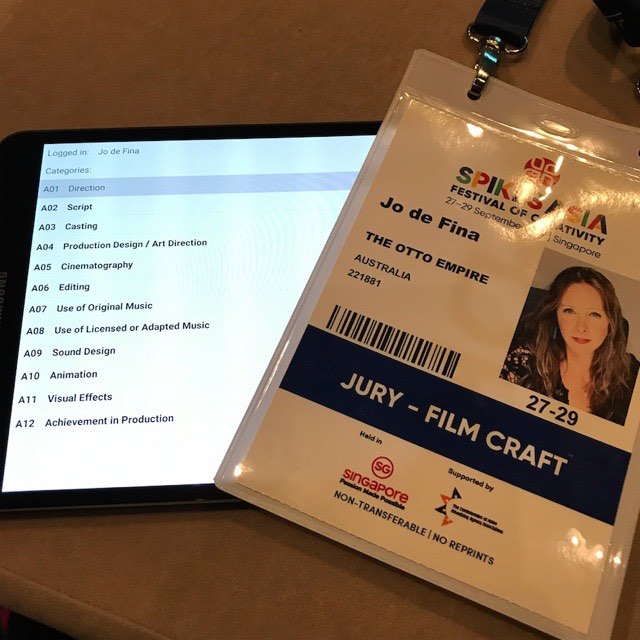 Logged in: Jo de Fina
Categories:
A01 Direction
A02 Script
A03 Casting
A04 Production Design / Art Direction
A05 Cinematography
A06 Editing
A07 Use of Original Music
A08 Use of Licensed or Adapted Music
A09 Sound Design
A10 Animation
A11 Visual Effects
A12 Achievement in Production
SAMSUNG
SPIKES ASIA
FESTIVAL OF CREATIVITY
27-29 September Singapore
Jo de Fina
THE OTTO EMPIRE
AUSTRALIA
221881
27-29
JURY - FILM CRAFT
Held in
SG
SINGAPORE
Passion Made Possible
Supported by
NON-TRANSFERABLE | NO REPRINTS